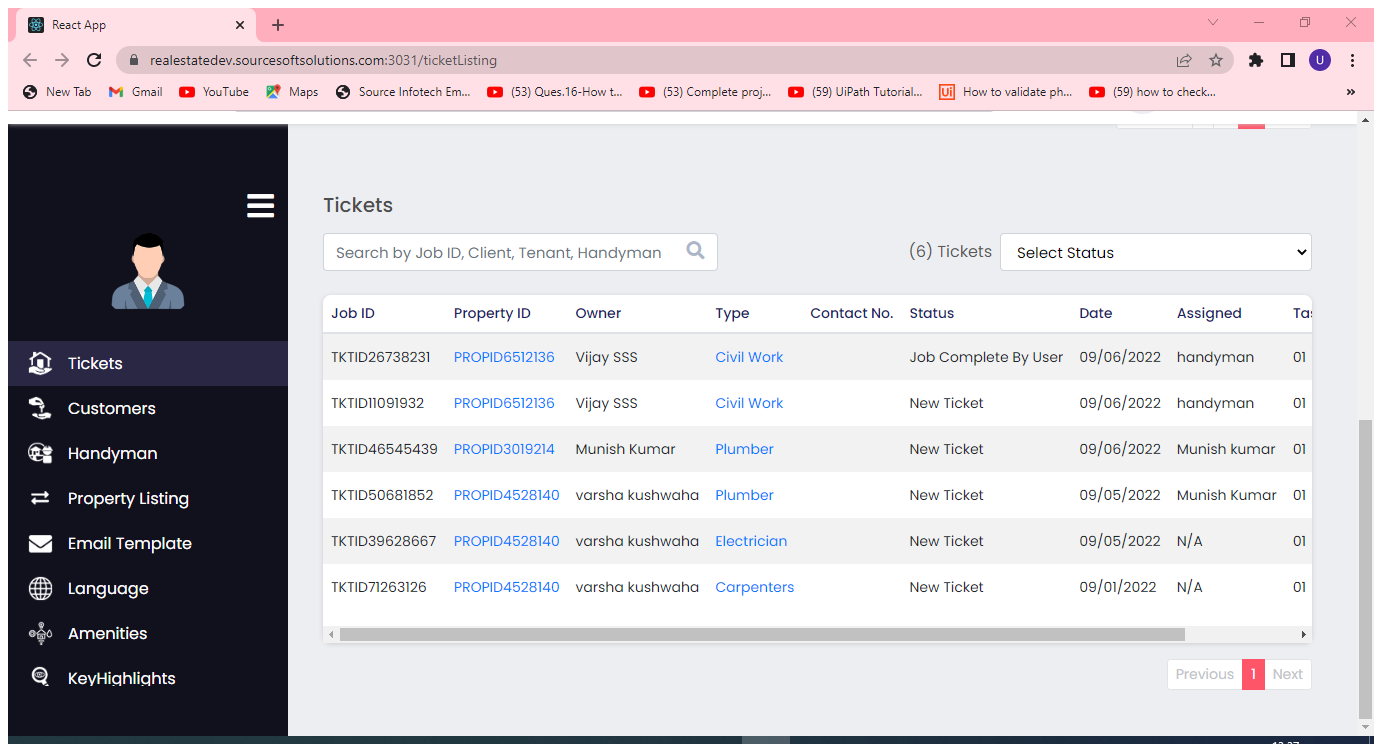 React App
realestatedev.sourcesoftsolutions.com:3031/ticketListing
U
New Tab Gmail YouTube Maps Source Infotech Em... (53) Ques.16-How t... (53) Complete proj... (59) UiPath Tutorial... Ui How to validate ph... (59) how to check... »
Tickets
Search by Job ID, Client, Tenant, Handyman (6) Tickets Select Status
Job ID Property ID Owner Type Contact No. Status Date Assigned
TKTID26738231 PROPID6512136 Vijay SSS Civil Work Job Complete By User 09/06/2022 handyman 01
TKTID11091932 PROPID6512136 Vijay SSS Civil Work New Ticket 09/06/2022 handyman 01
TKTID46545439 PROPID3019214 Munish Kumar Plumber New Ticket 09/06/2022 Munish kumar 01
TKTID50681852 PROPID4528140 varsha kushwaha Plumber New Ticket 09/05/2022 Munish Kumar 01
TKTID39628667 PROPID4528140 varsha kushwaha Electrician New Ticket 09/05/2022 N/A 01
TKTID71263126 PROPID4528140 varsha kushwaha Carpenters New Ticket 09/01/2022 N/A 01
Previous 1 Next
Tickets
Customers
Handyman
Property Listing
Email Template
Language
Amenities
KeyHighlights